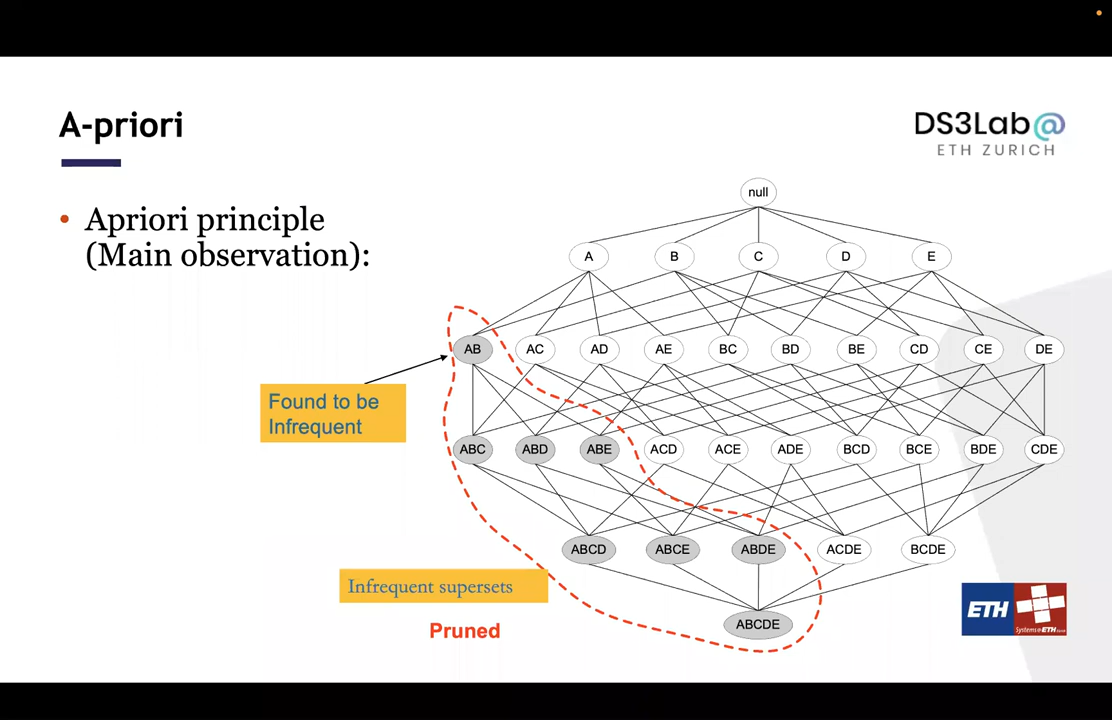 A-priori
DS3Lab@
ETH ZURICH
• Apriori principle
(Main observation):
null
A B C D E
AB AC AD AE BC BD BE CD CE DE
Found to be
Infrequent
ABC ABD ABE ACD ACE ADE BCD BCE BDE CDE
ABCD ABCE ABDE ACDE BCDE
Infrequent supersets
Pruned
ABCDE
ETH
Systems@ETH